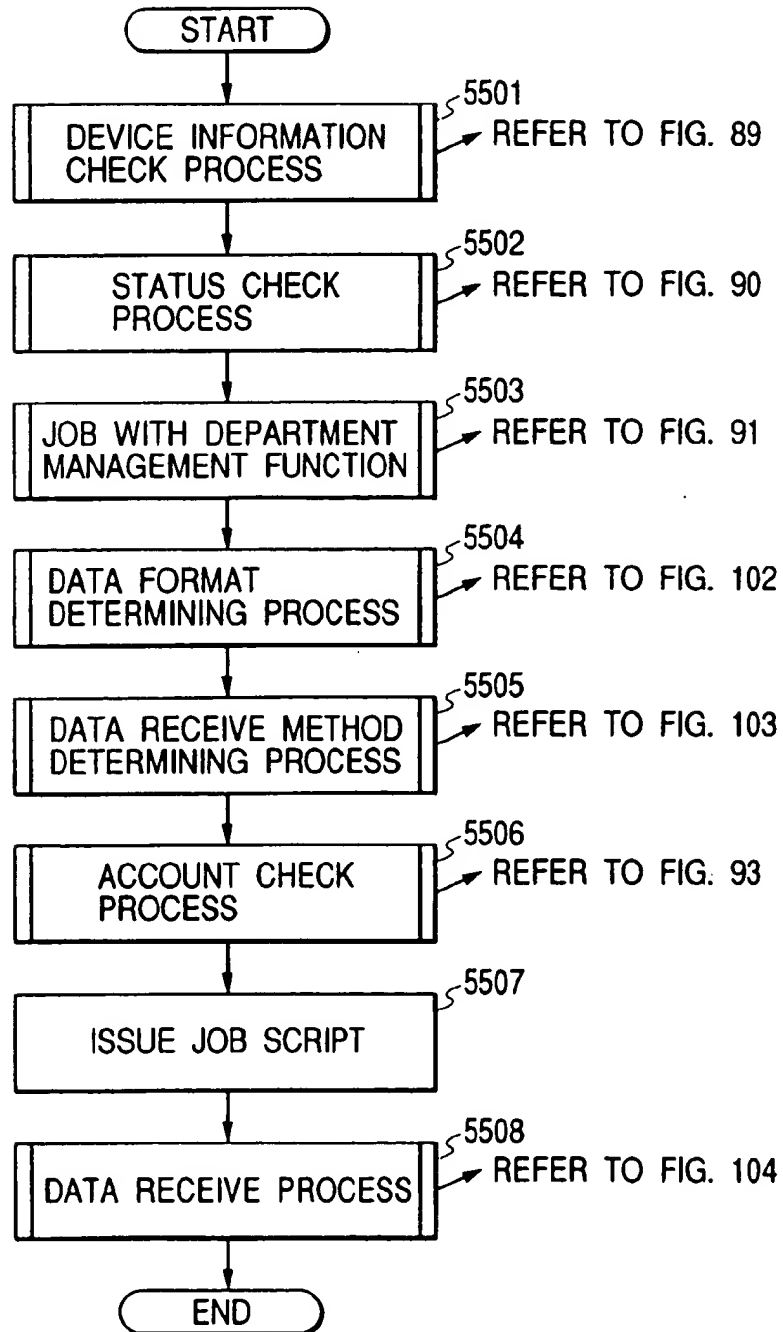 START
5501
DEVICE INFORMATION
CHECK PROCESS
REFER TO FIG. 89
5502
STATUS CHECK
PROCESS
REFER TO FIG. 90
5503
JOB WITH DEPARTMENT
MANAGEMENT FUNCTION
REFER TO FIG. 91
5504
DATA FORMAT
DETERMINING PROCESS
REFER TO FIG. 102
5505
DATA RECEIVE METHOD
DETERMINING PROCESS
REFER TO FIG. 103
5506
ACCOUNT CHECK
PROCESS
REFER TO FIG. 93
5507
ISSUE JOB SCRIPT
5508
DATA RECEIVE PROCESS
REFER TO FIG. 104
END